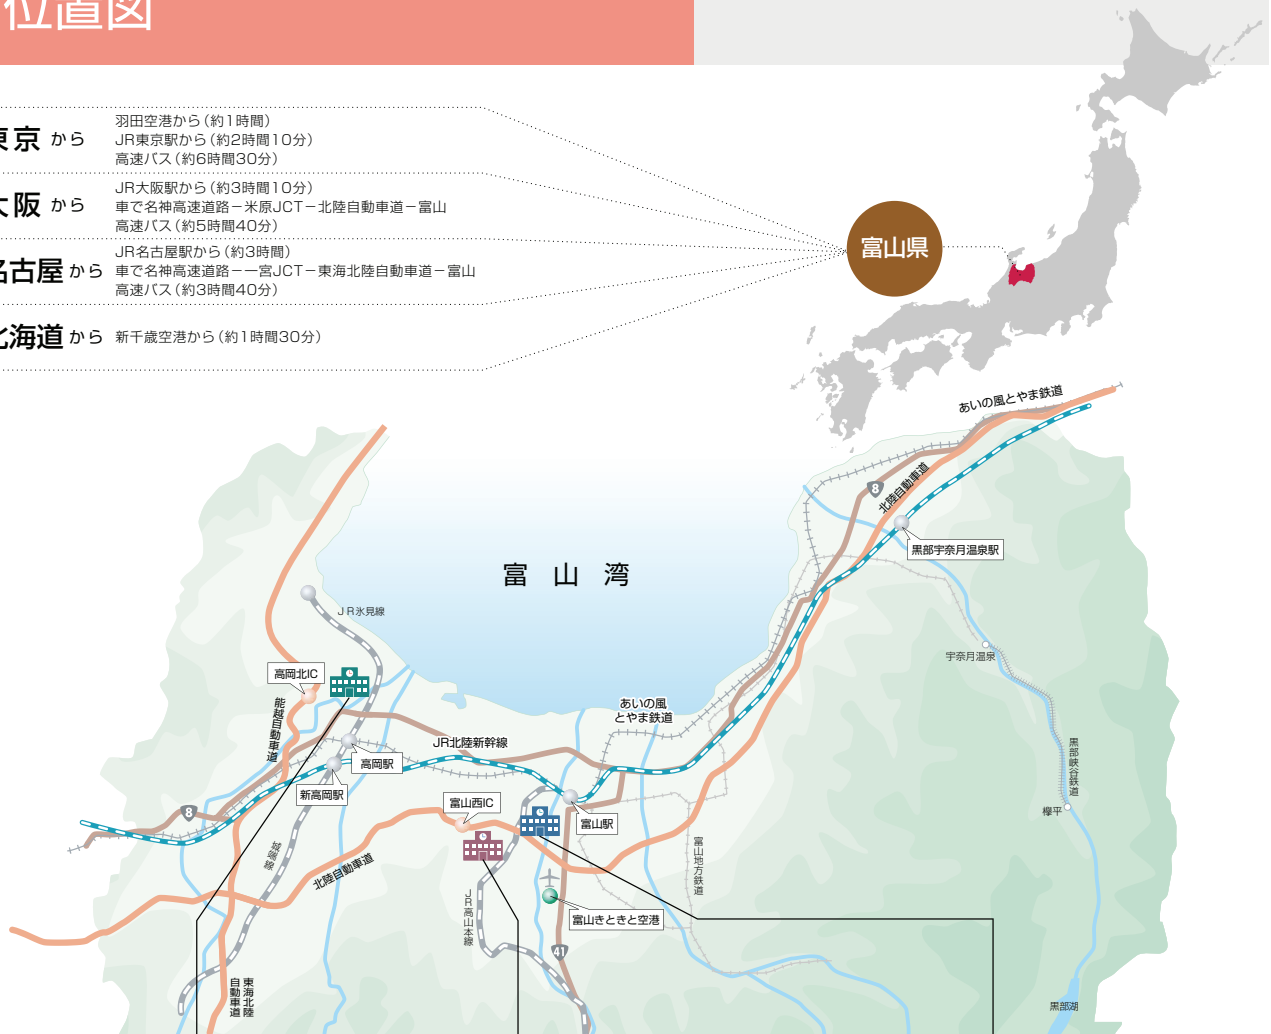 位置図
東京 から
羽田空港から（約1時間）
JR東京駅から（約2時間10分）
高速バス（約6時間30分）
大阪 から
JR大阪駅から（約3時間10分）
車で名神高速道路−米原JCT−北陸自動車道−富山
高速バス（約5時間40分）
名古屋 から
JR名古屋駅から（約3時間）
車で名神高速道路−一宮JCT−東海北陸自動車道−富山
高速バス（約3時間40分）
北海道 から
新千歳空港から（約1時間30分）
富山県
あいの風とやま鉄道
8
北陸自動車道
黒部宇奈月温泉駅
富山湾
JR氷見線
宇奈月温泉
高岡北IC
能越自動車道
あいの風
とやま鉄道
JR北陸新幹線
高岡駅
新高岡駅
黒部峡谷鉄道
欅平
富山西IC
8
富山駅
城端線
北陸自動車道
富山地方鉄道
JR高山本線
富山きときと空港
41
東海北陸
自動車道
黒部湖